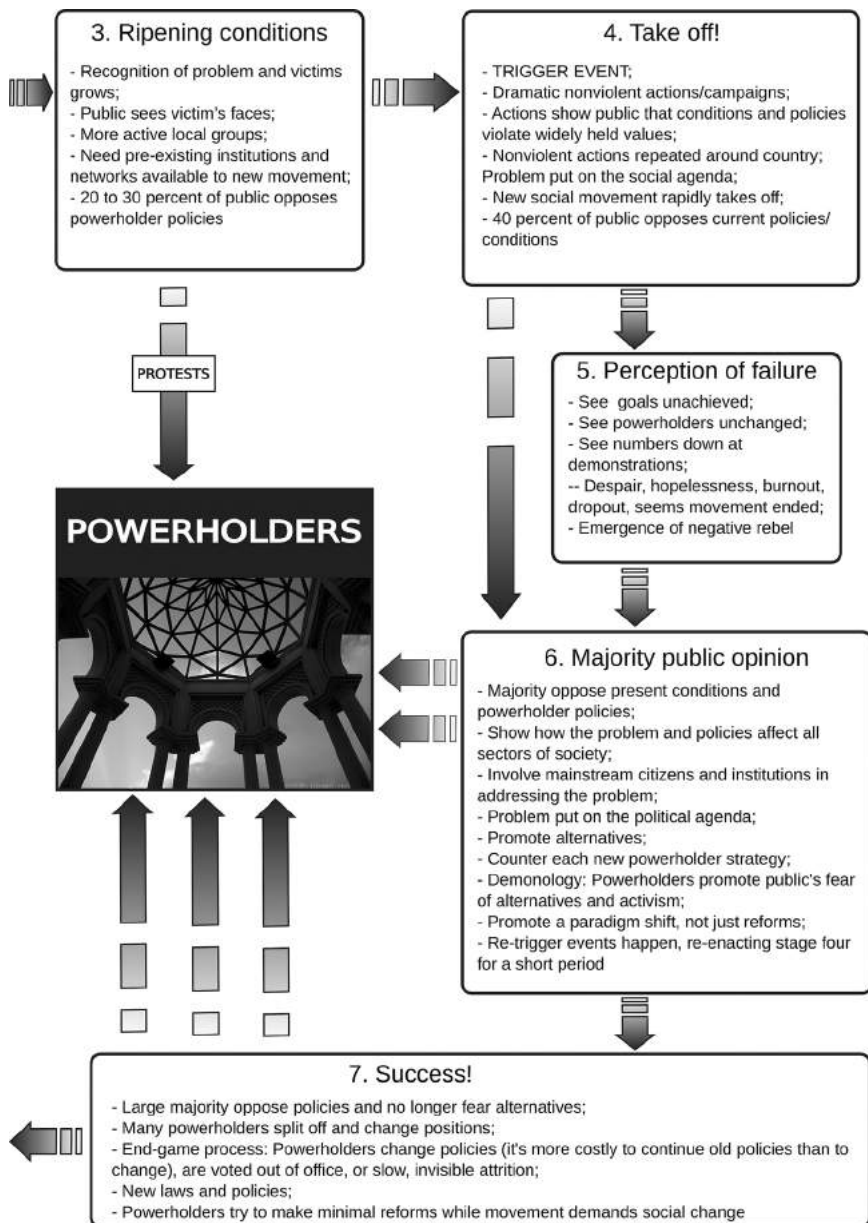 3. Ripening conditions
- Recognition of problem and victims
grows;
- Public sees victim's faces;
- More active local groups;
- Need pre-existing institutions and
networks available to new movement;
- 20 to 30 percent of public opposes
powerholder policies
4. Take off!
- TRIGGER EVENT;
- Dramatic nonviolent actions/campaigns;
- Actions show public that conditions and policies
violate widely held values;
- Nonviolent actions repeated around country;
Problem put on the social agenda;
- New social movement rapidly takes off;
- 40 percent of public opposes current policies/
conditions
PROTESTS
5. Perception of failure
- See goals unachieved;
- See powerholders unchanged;
- See numbers down at
demonstrations;
-- Despair, hopelessness, burnout,
dropout, seems movement ended;
- Emergence of negative rebel
POWERHOLDERS
6. Majority public opinion
- Majority oppose present conditions and
powerholder policies;
- Show how the problem and policies affect all
sectors of society;
- Involve mainstream citizens and institutions in
addressing the problem;
- Problem put on the political agenda;
- Promote alternatives;
- Counter each new powerholder strategy;
- Demonology: Powerholders promote public's fear
of alternatives and activism;
- Promote a paradigm shift, not just reforms;
- Re-trigger events happen, re-enacting stage four
for a short period
7. Success!
- Large majority oppose policies and no longer fear alternatives;
- Many powerholders split off and change positions;
- End-game process: Powerholders change policies (it's more costly to continue old policies than to
change), are voted out of office, or slow, invisible attrition;
- New laws and policies;
- Powerholders try to make minimal reforms while movement demands social change